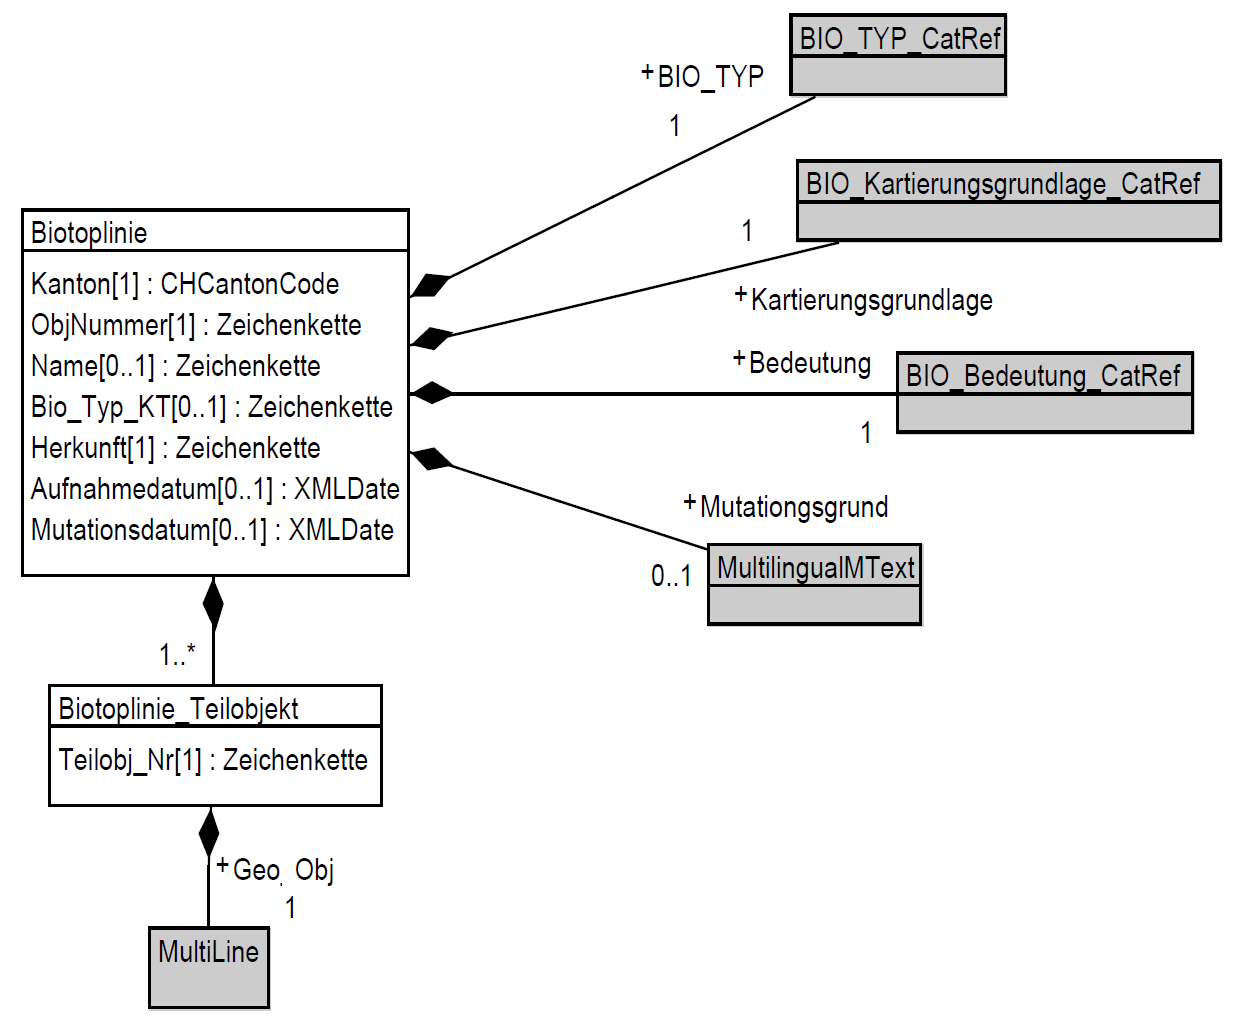 BIO_TYP_CatRef
+BIO_TYP
1
BIO_Kartierungsgrundlage_CatRef
1
+Kartierungsgrundlage
Biotoplinie
Kanton[1] : CHCantonCode
ObjNummer[1] : Zeichenkette
Name[0..1] : Zeichenkette
Bio_Typ_KT[0..1] : Zeichenkette
Herkunft[1] : Zeichenkette
Aufnahmedatum[0..1] : XMLDate
Mutationsdatum[0..1] : XMLDate
+Bedeutung
BIO_Bedeutung_CatRef
1
+Mutationgsgrund
0..1
MultilingualMText
1..*
Biotoplinie_Teilobjekt
Teilobj_Nr[1] : Zeichenkette
+Geo_Obj
1
MultiLine